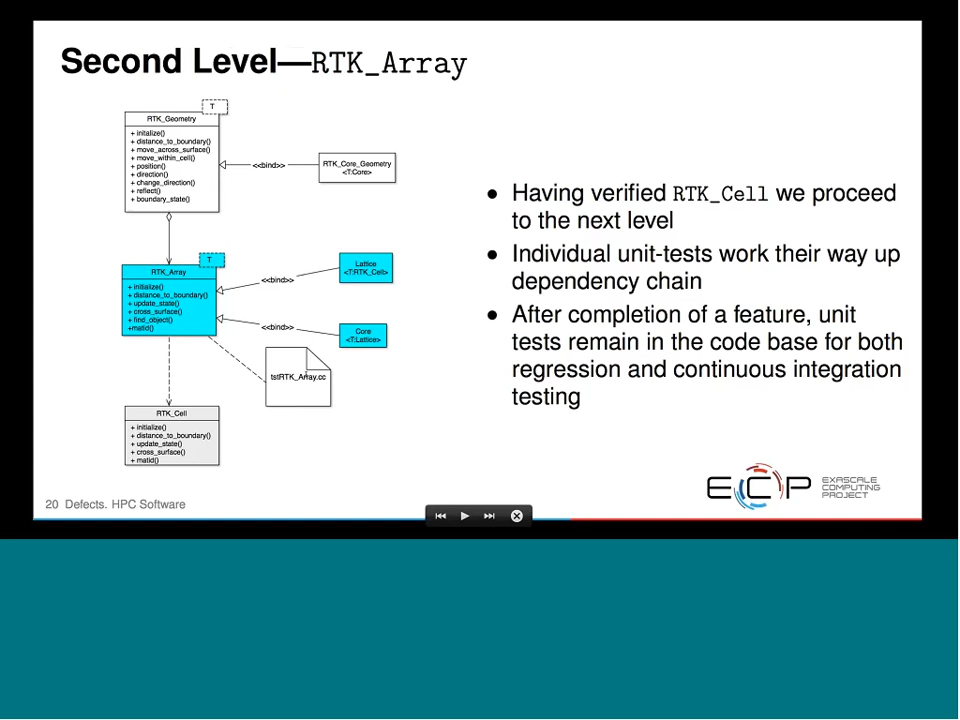 Second Level—RTK_Array
T
RTK_Geometry
+ initalize()
+ distance_to_boundary()
+ move_across_surface()
+ move_within_cell()
+ position()
+ direction()
+ change_direction()
+ reflect()
+ boundary_state()
<<bind>>
RTK_Core_Geometry
<T:Core>
T
RTK_Array
+ initialize()
+ distance_to_boundary()
+ update_state()
+ cross_surface()
+ find_object()
+matid()
<<bind>>
Lattice
<T:RTK_Cell>
<<bind>>
Core
<T:Lattice>
tstRTK_Array.cc
RTK_Cell
+ initialize()
+ distance_to_boundary()
+ update_state()
+ cross_surface()
+ matid()
● Having verified RTK_Cell we proceed
to the next level
● Individual unit-tests work their way up
dependency chain
● After completion of a feature, unit
tests remain in the code base for both
regression and continuous integration
testing
20 Defects. HPC Software
ECP
EXASCALE
COMPUTING
PROJECT